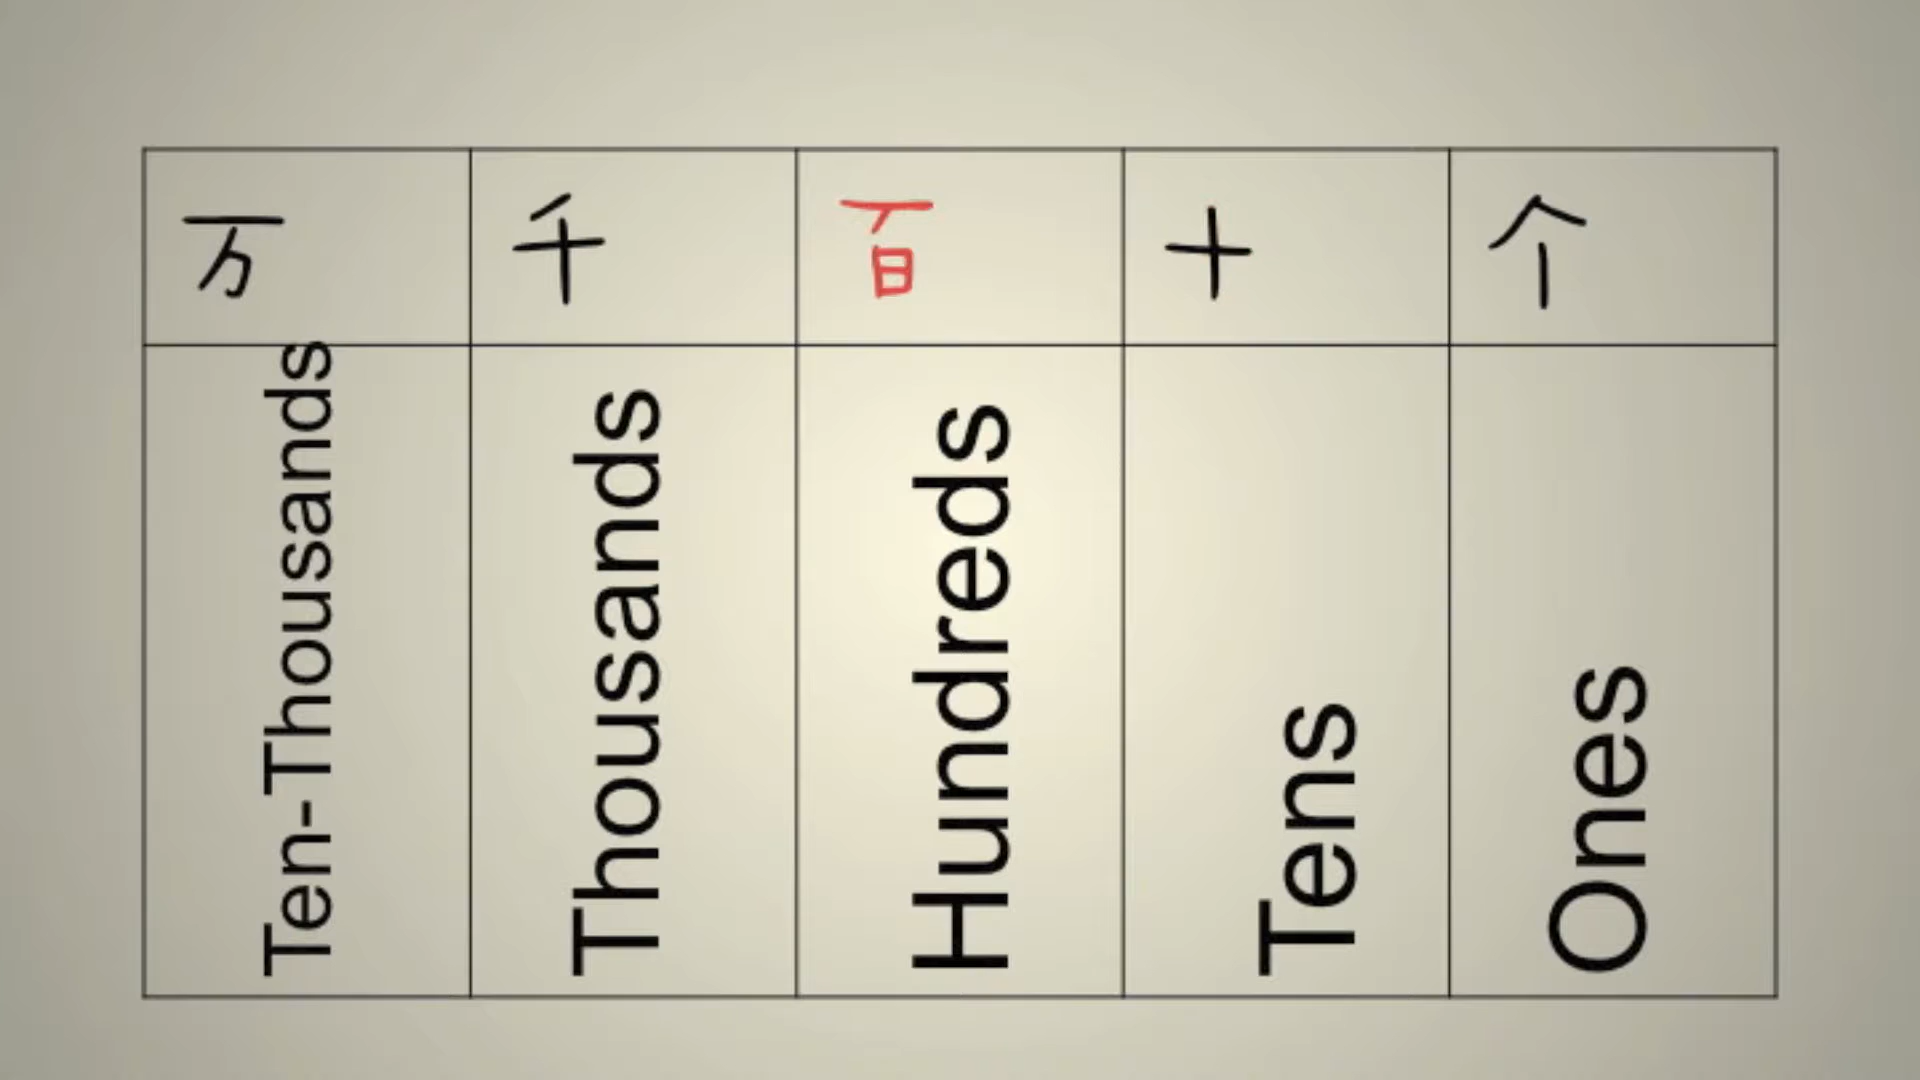 万 千 百 十 个
Ten-Thousands
Thousands
Hundreds
Tens
Ones